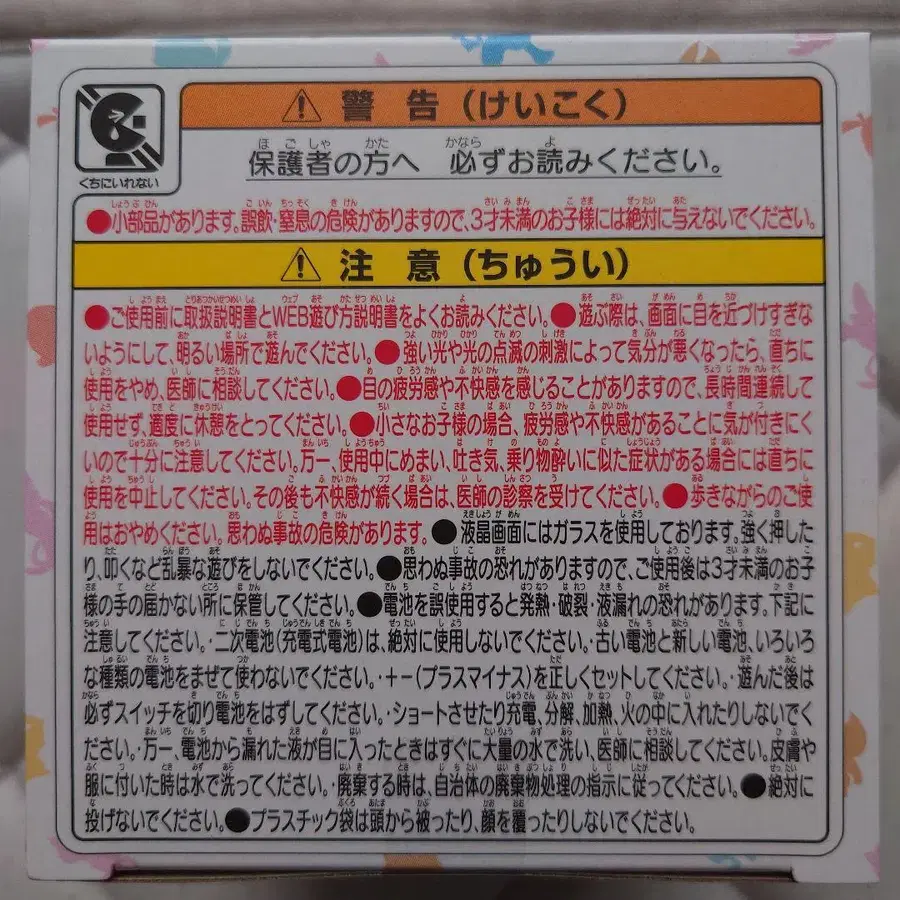 くちにいれない
警告（けいこく）
保護者の方へ 必ずお読みください。
●小部品があります。誤飲・窒息の危険がありますので、3才未満のお子様には絶対に与えないでください。
注意（ちゅうい）
●ご使用前に取扱説明書とWEB遊び方説明書をよくお読みください。●遊ぶ際は、画面に目を近づけすぎな
いようにして、明るい場所で遊んでください。●強い光や光の点滅の刺激によって気分が悪くなったら、直ちに
使用をやめ、医師に相談してください。●目の疲労感や不快感を感じることがありますので、長時間連続して
使用せず、適度に休憩をとってください。●小さなお子様の場合、疲労感や不快感があることに気が付きにく
いので十分に注意してください。万一、使用中にめまい、吐き気、乗り物酔いに似た症状がある場合には直ちに
使用を中止してください。その後も不快感が続く場合は、医師の診察を受けてください。●歩きながらのご使
用はおやめください。思わぬ事故の危険があります。●液晶画面にはガラスを使用しております。強く押した
り、叩くなど乱暴な遊びをしないでください。●思わぬ事故の恐れがありますので、ご使用後は3才未満のお子
様の手の届かない所に保管してください。●電池を誤使用すると発熱・破裂・液漏れの恐れがあります。下記に
注意してください。・二次電池(充電式電池)は、絶対に使用しないでください。・古い電池と新しい電池、いろいろ
な種類の電池をまぜて使わないでください。・+−(プラスマイナス)を正しくセットしてください。・遊んだ後は
必ずスイッチを切り電池をはずしてください。・ショートさせたり充電、分解、加熱、火の中に入れたりしないでく
ださい。・万一、電池から漏れた液が目に入ったときはすぐに大量の水で洗い、医師に相談してください。皮膚や
服に付いた時は水で洗ってください。・廃棄する時は、自治体の廃棄物処理の指示に従ってください。●絶対に
投げないでください。●プラスチック袋は頭から被ったり、顔を覆ったりしないでください。